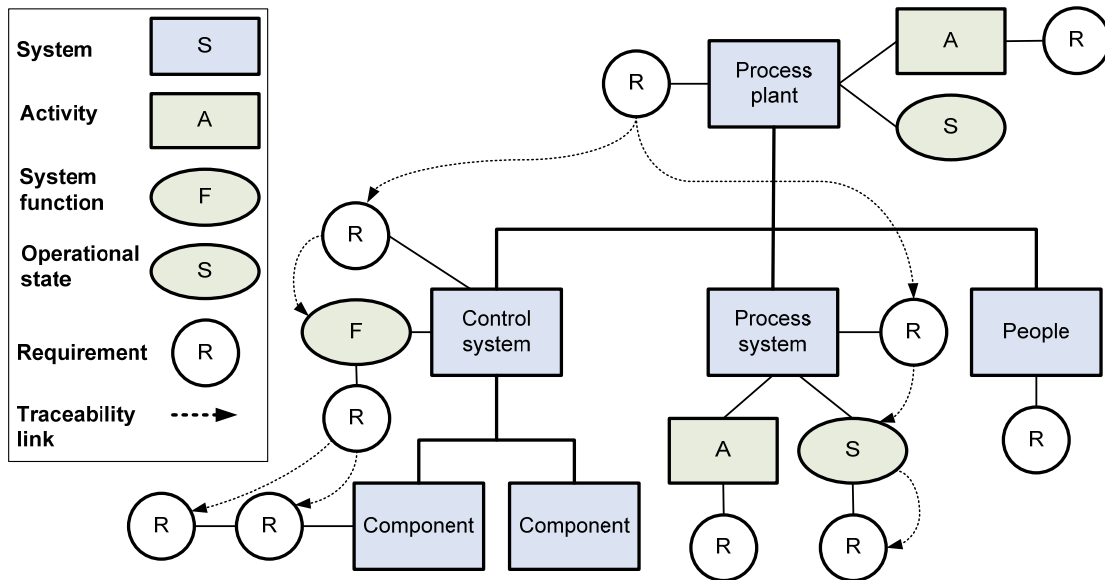 System
S
Activity
A
System
function
F
Operational
state
S
Requirement
R
Traceability
link
R
Process
plant
A
R
S
R
F
R
Control
system
Process
system
R
People
R
A
S
R
R
R
R
Component
Component